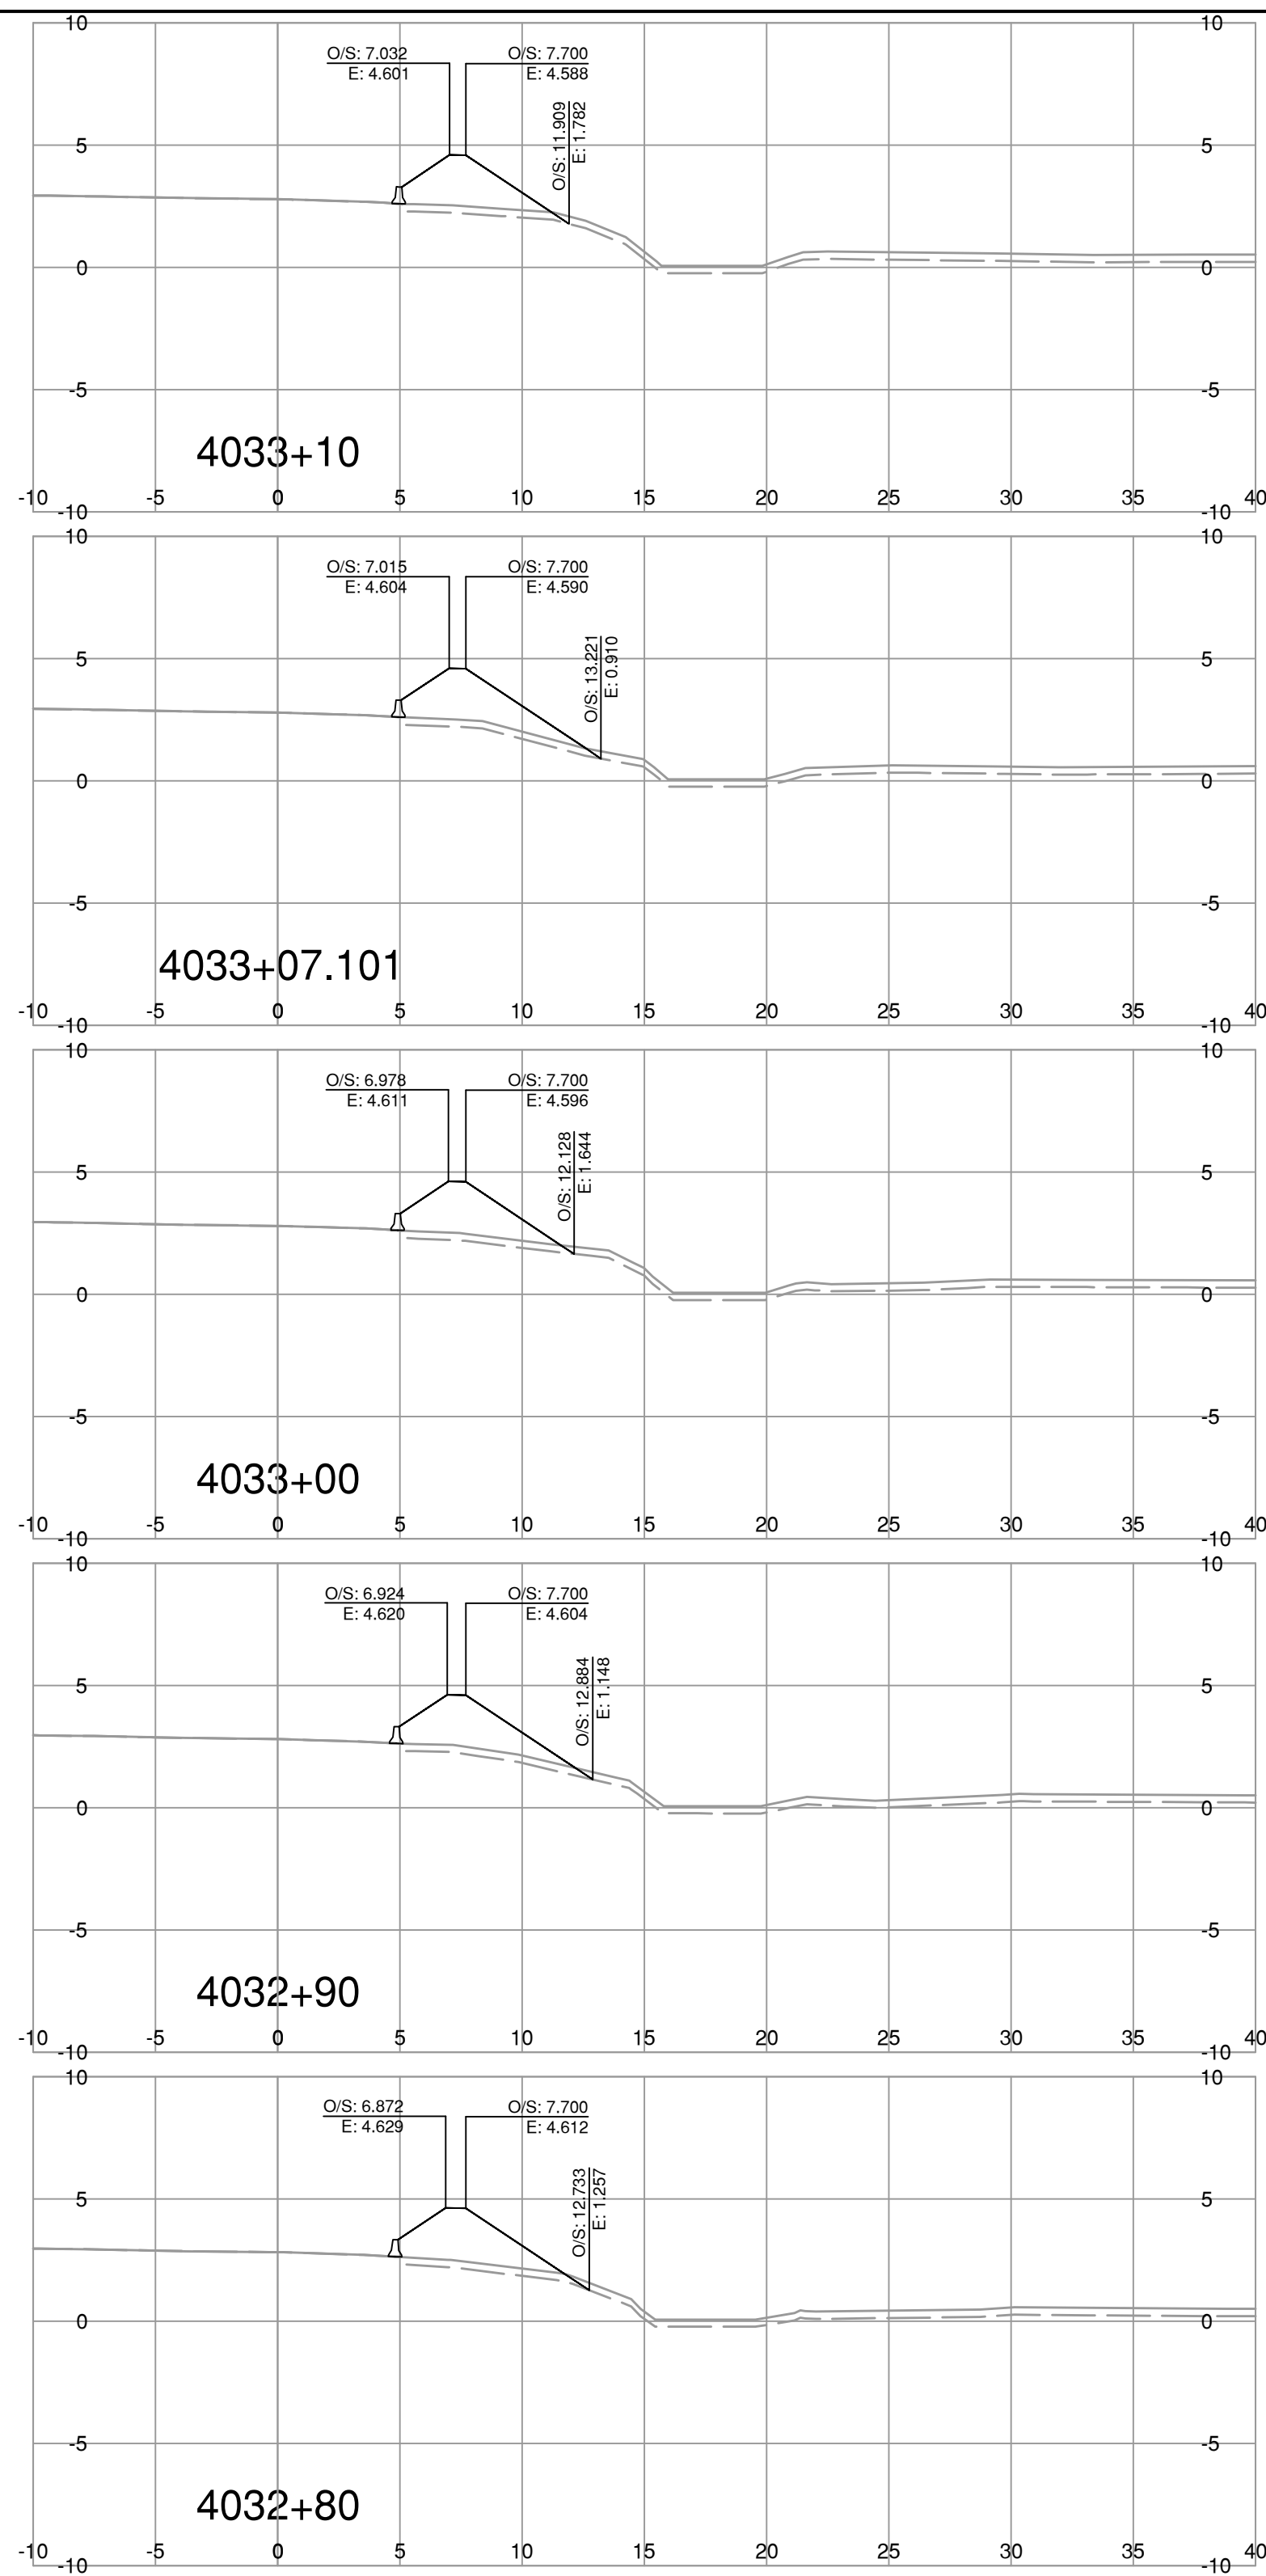 10 10
O/S: 7.032 O/S: 7.700
E: 4.601 E: 4.588
O/S: 11.909
E: 1.782
5 5
0 0
-5 -5
4033+10
-10 -5 0 5 10 15 20 25 30 35 40
-10 -10
10 10
O/S: 7.015 O/S: 7.700
E: 4.604 E: 4.590
O/S: 13.221
E: 0.910
5 5
0 0
-5 -5
4033+07.101
-10 -5 0 5 10 15 20 25 30 35 40
-10 -10
10 10
O/S: 6.978 O/S: 7.700
E: 4.611 E: 4.596
O/S: 12.128
E: 1.644
5 5
0 0
-5 -5
4033+00
-10 -5 0 5 10 15 20 25 30 35 40
-10 -10
10 10
O/S: 6.924 O/S: 7.700
E: 4.620 E: 4.604
O/S: 12.884
E: 1.148
5 5
0 0
-5 -5
4032+90
-10 -5 0 5 10 15 20 25 30 35 40
-10 -10
10 10
O/S: 6.872 O/S: 7.700
E: 4.629 E: 4.612
O/S: 12.733
E: 1.257
5 5
0 0
-5 -5
4032+80
-10 -5 0 5 10 15 20 25 30 35 40
-10 -10